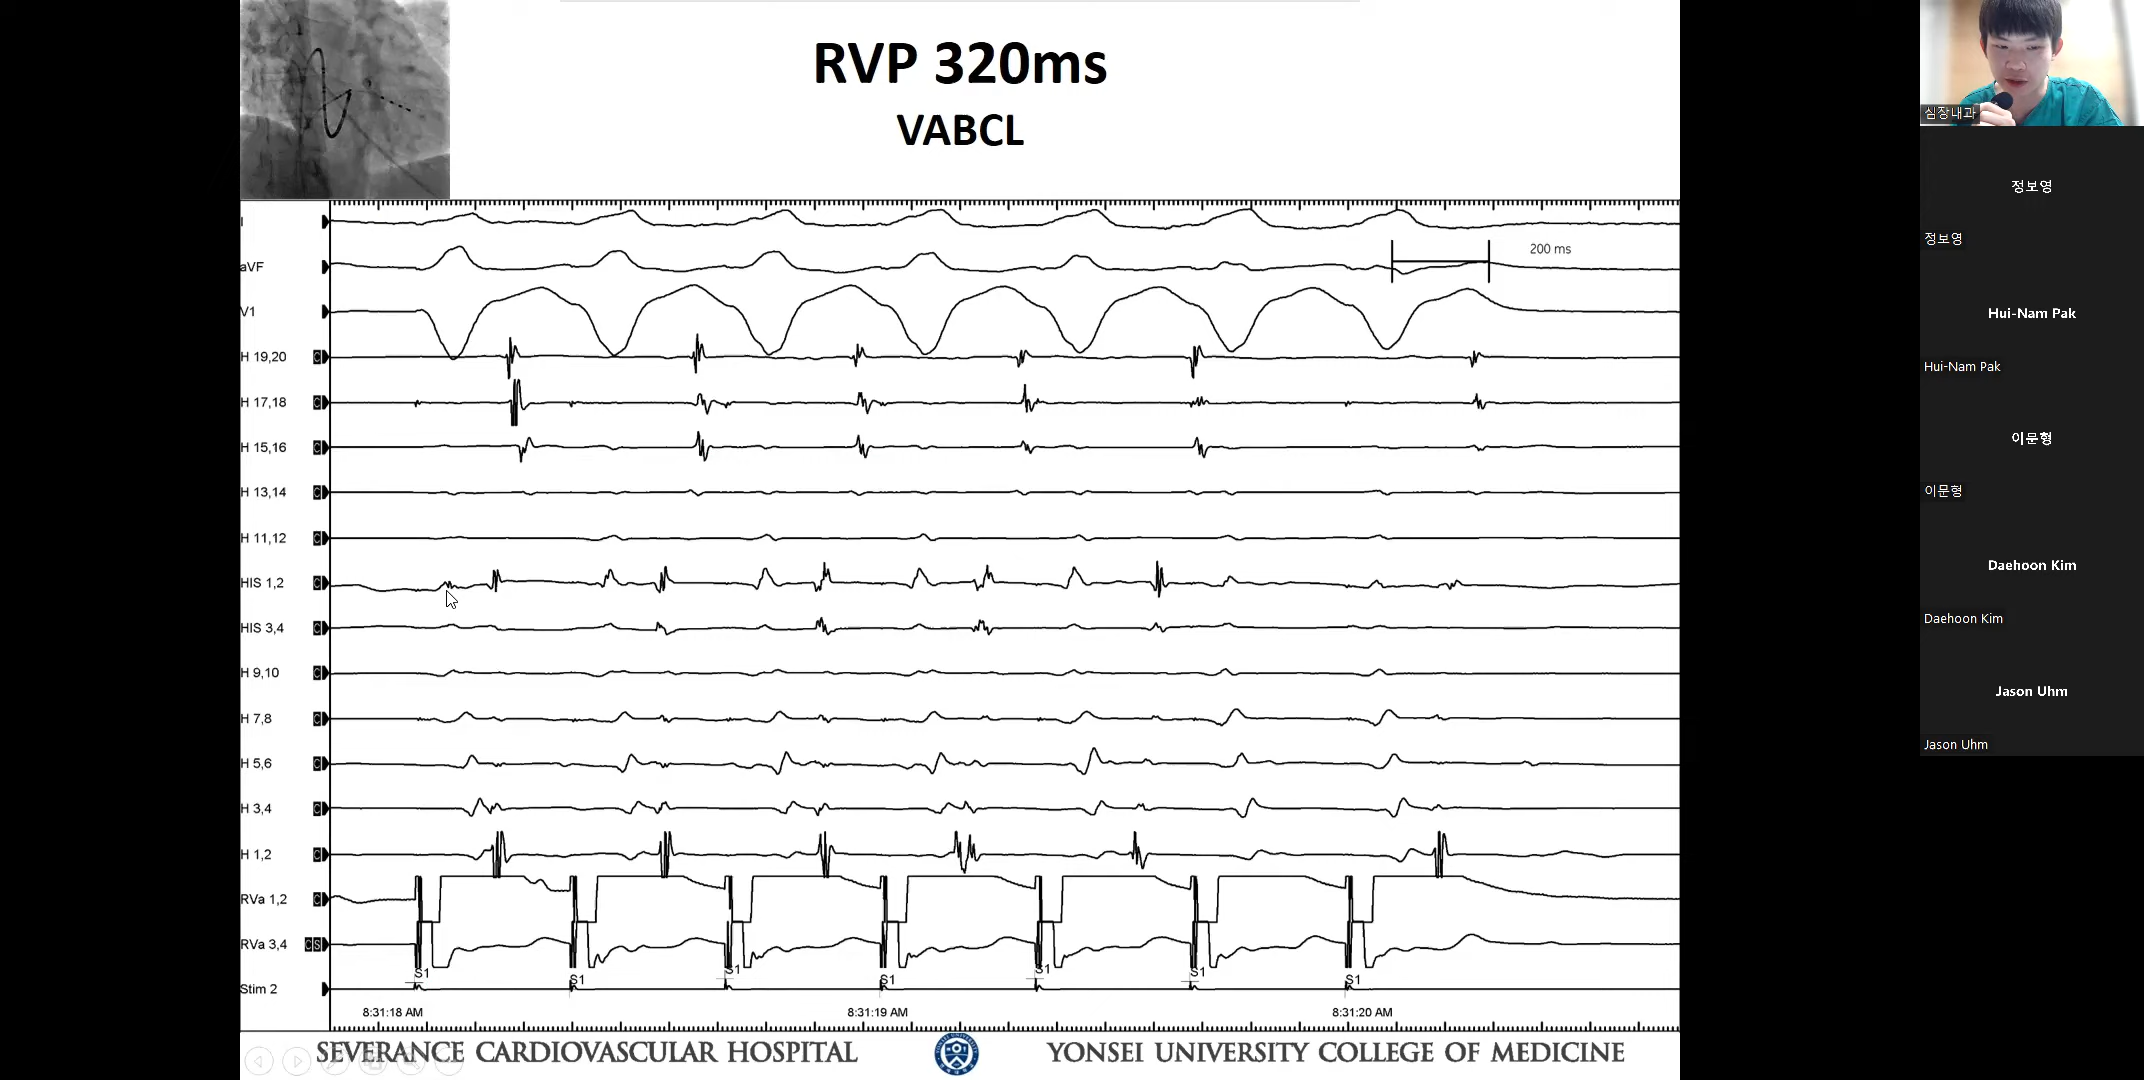 RVP 320ms
VABCL
I
aVF
200 ms
V1
H 19,20
H 17,18
H 15,16
H 13,14
H 11,12
HIS 1,2
HIS 3,4
H 9,10
H 7,8
H 5,6
H 3,4
H 1,2
RVa 1,2
RVa 3,4
S1
S1
S1
S1
S1
S1
S1
Stim 2
8:31:18 AM
8:31:19 AM
8:31:20 AM
SEVERANCE CARDIOVASCULAR HOSPITAL
YONSEI UNIVERSITY COLLEGE OF MEDICINE
심장내과
정보영
정보영
Hui-Nam Pak
Hui-Nam Pak
이문형
이문형
Daehoon Kim
Daehoon Kim
Jason Uhm
Jason Uhm